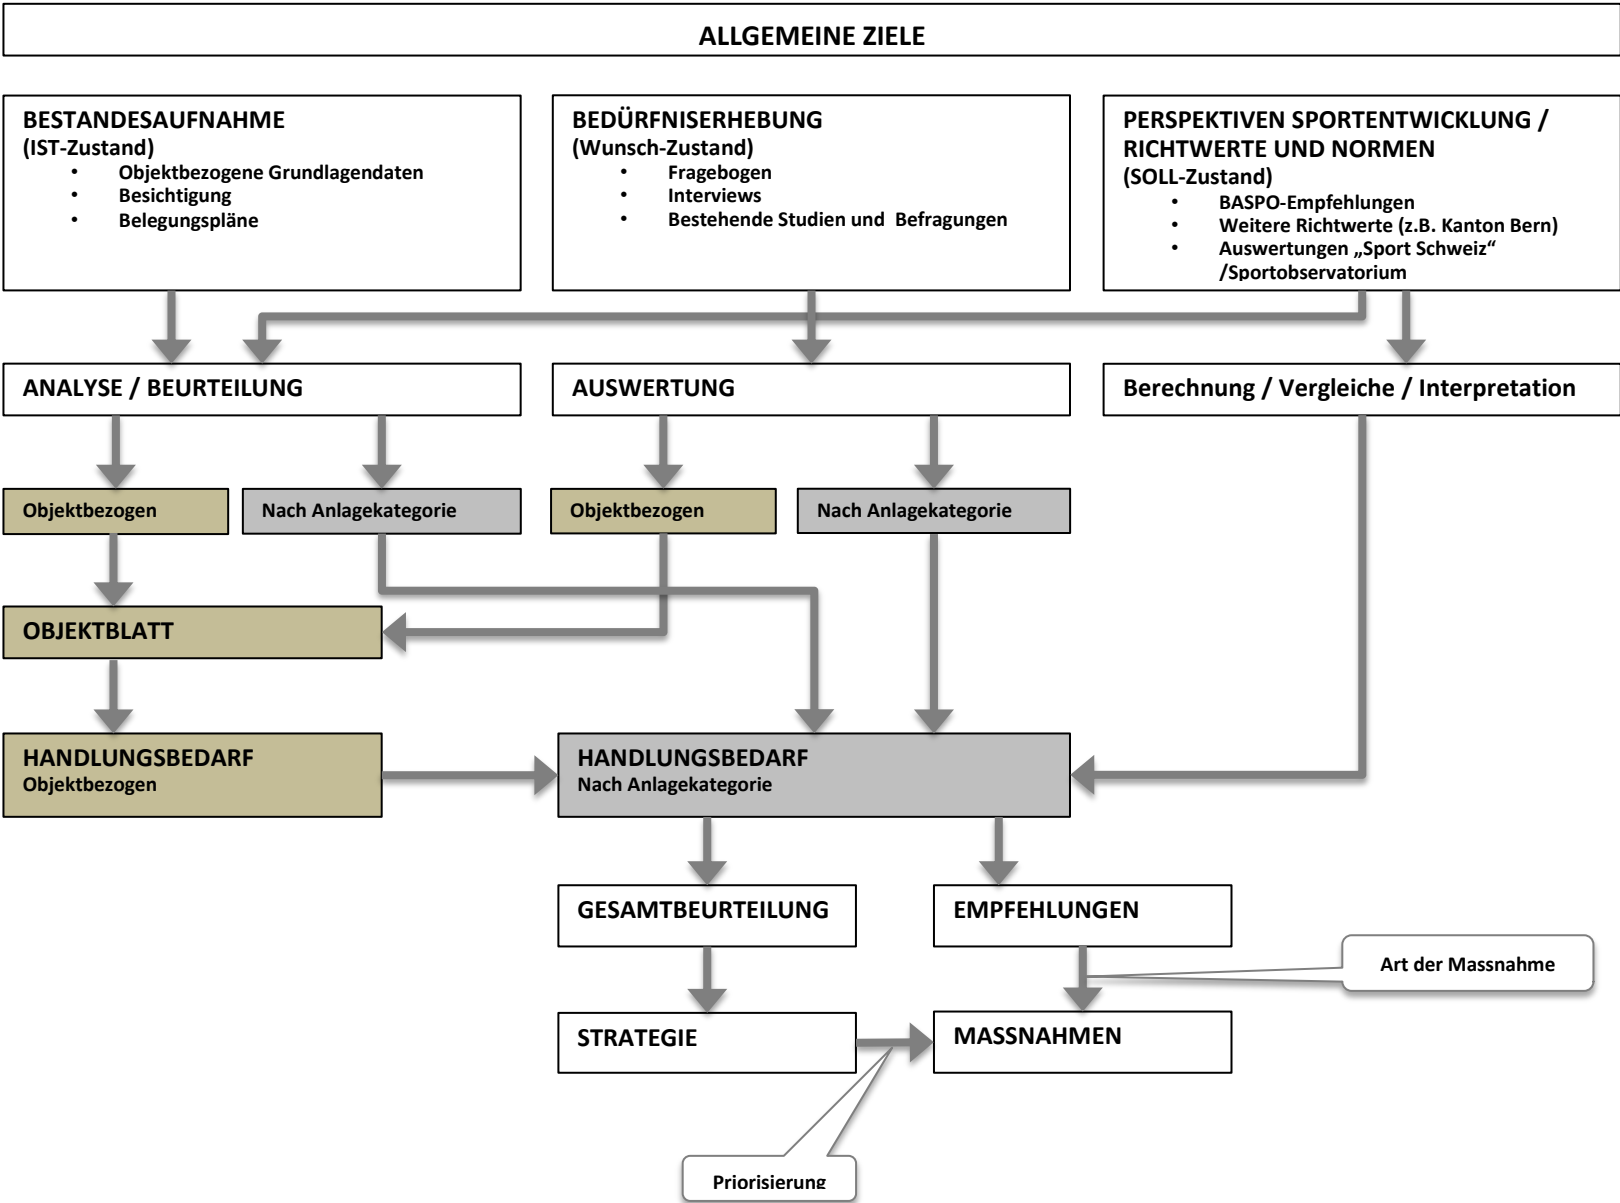 ALLGEMEINE ZIELE
BESTANDESAUFNAHME
(IST-Zustand)
• Objektbezogene Grundlagendaten
• Besichtigung
• Belegungspläne
BEDÜRFNISERHEBUNG
(Wunsch-Zustand)
• Fragebogen
• Interviews
• Bestehende Studien und Befragungen
PERSPEKTIVEN SPORTENTWICKLUNG /
RICHTWERTE UND NORMEN
(SOLL-Zustand)
• BASPO-Empfehlungen
• Weitere Richtwerte (z.B. Kanton Bern)
• Auswertungen „Sport Schweiz“
/Sportobservatorium
ANALYSE / BEURTEILUNG
AUSWERTUNG
Berechnung / Vergleiche / Interpretation
Objektbezogen
Nach Anlagekategorie
Objektbezogen
Nach Anlagekategorie
OBJEKTBLATT
HANDLUNGSBEDARF
Objektbezogen
HANDLUNGSBEDARF
Nach Anlagekategorie
GESAMTBEURTEILUNG
EMPFEHLUNGEN
Art der Massnahme
STRATEGIE
MASSNAHMEN
Priorisierung